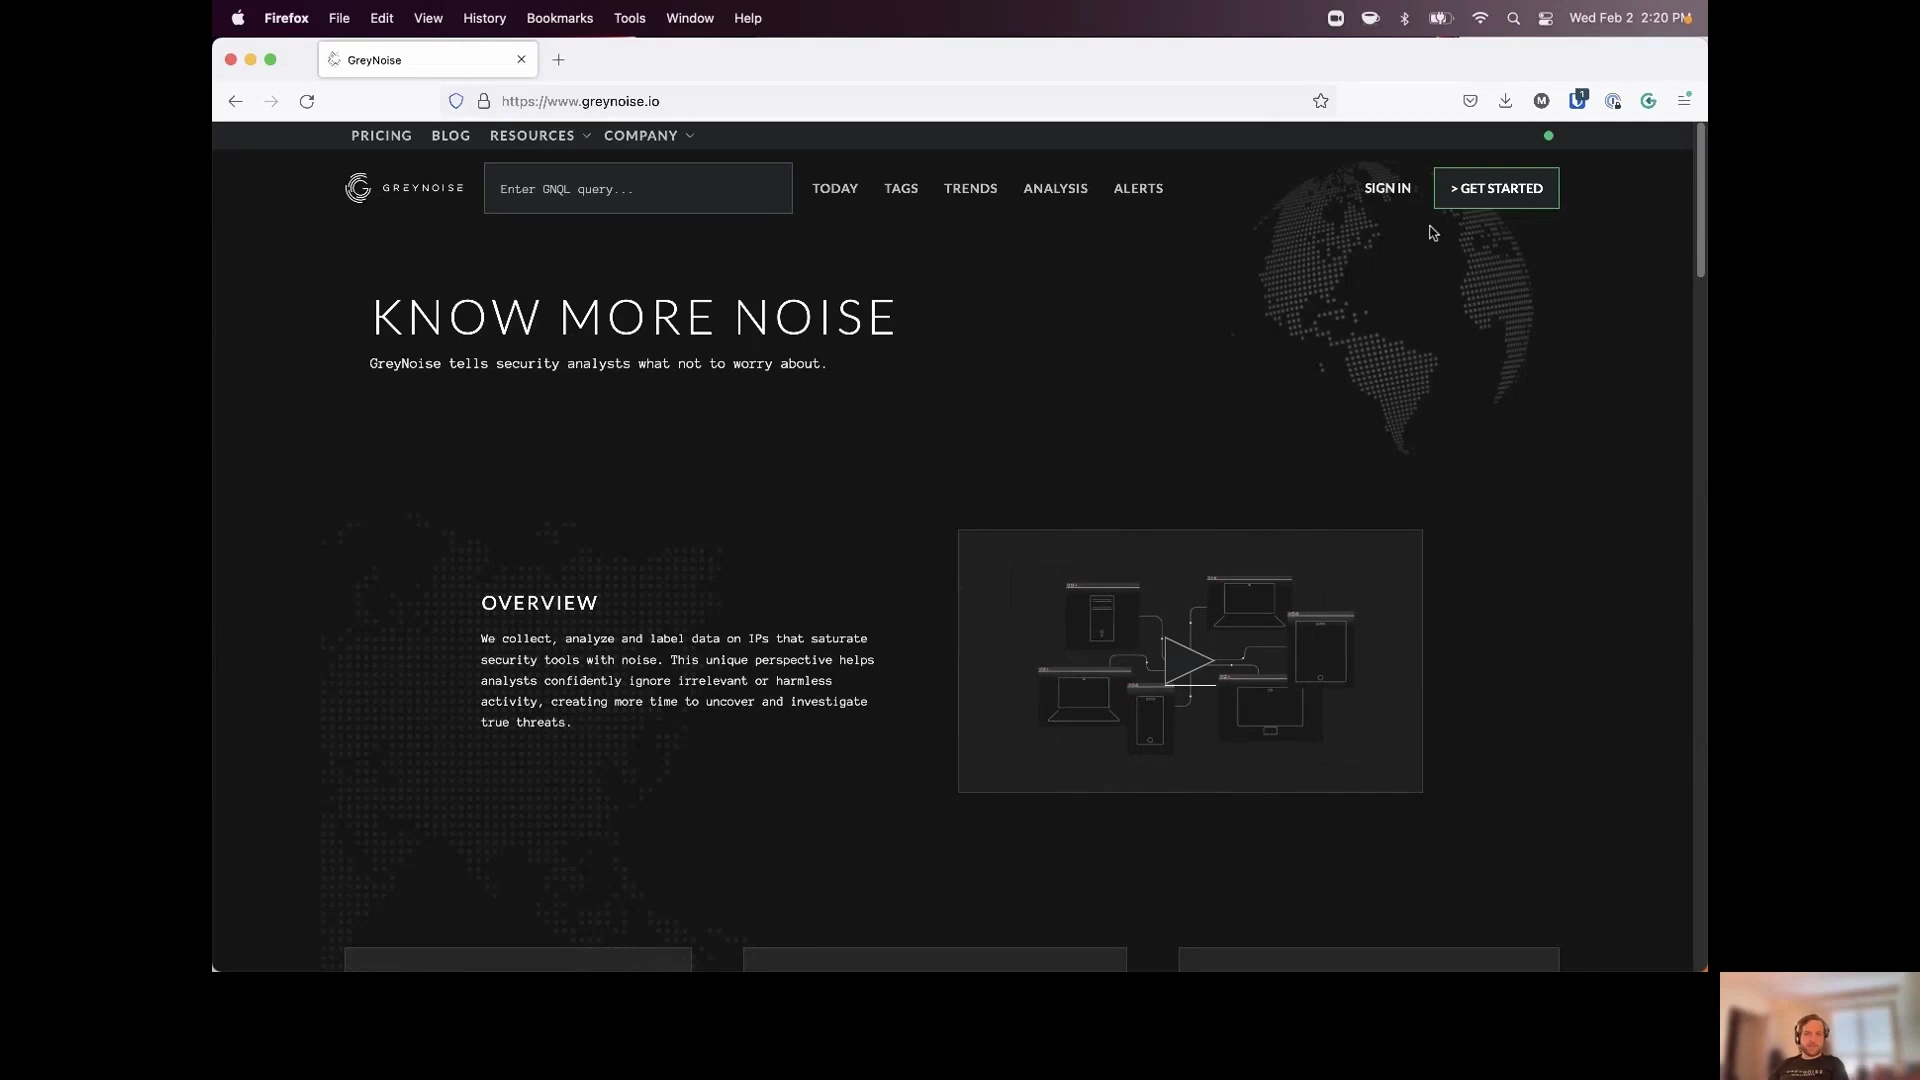 Firefox File Edit View History Bookmarks Tools Window Help
Wed Feb 2 2:20 PM
GreyNoise
https://www.greynoise.io
M
1
PRICING BLOG RESOURCES COMPANY
GREYNOISE
Enter GNQL query...
TODAY TAGS TRENDS ANALYSIS ALERTS
SIGN IN
> GET STARTED
KNOW MORE NOISE
GreyNoise tells security analysts what not to worry about.
OVERVIEW
We collect, analyze and label data on IPs that saturate
security tools with noise. This unique perspective helps
analysts confidently ignore irrelevant or harmless
activity, creating more time to uncover and investigate
true threats.
GREYNOISE